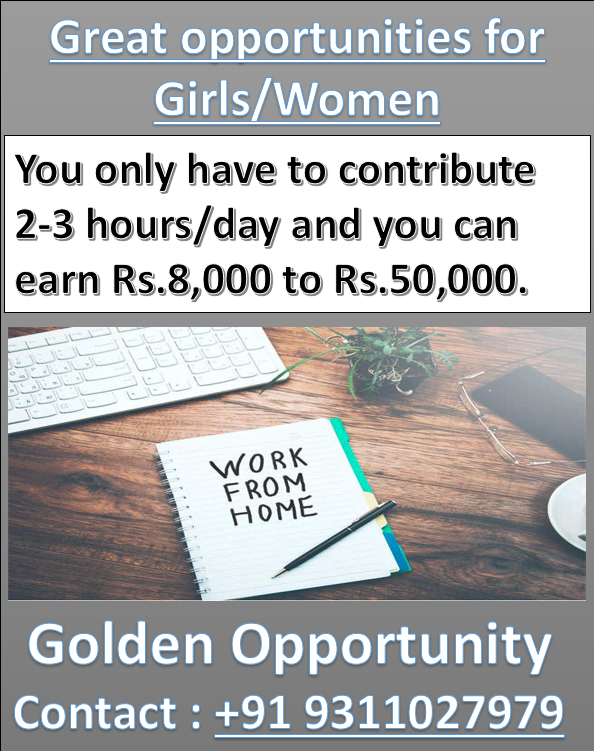 Great opportunities for
Girls/Women
You only have to contribute
2-3 hours/day and you can
earn Rs.8,000 to Rs.50,000.
WORK
FROM
HOME
Golden Opportunity
Contact : +91 9311027979